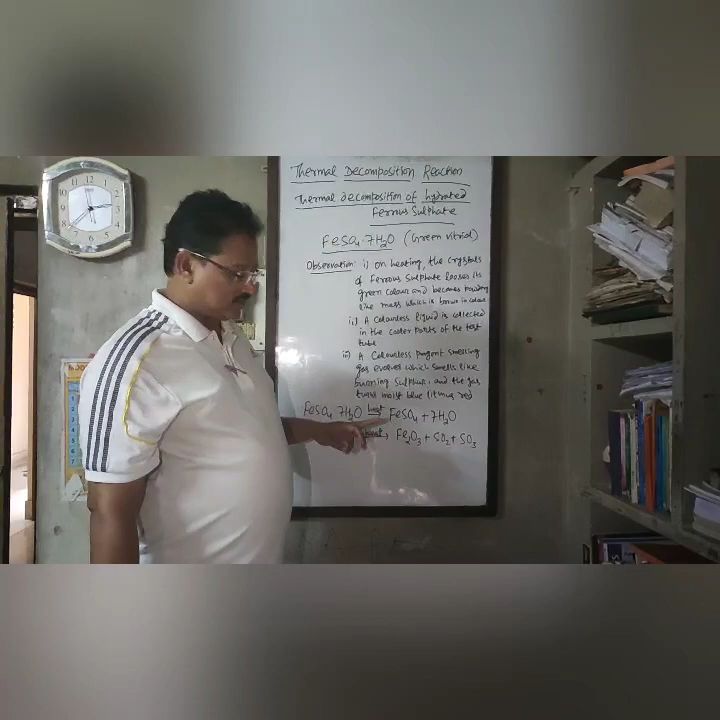 Thermal Decomposition Reaction
Thermal decomposition of hydrated
Ferrous Sulphate
FeSO₄ 7H₂O (Green vitriol)
Observation i) on heating, the crystals
of Ferrous Sulphate looses its
green colour and becomes powdery
like mass which is brown in colour
ii) A colourless liquid is collected
in the cooler parts of the test
tube
iii) A colourless pungent smelling
gas evolves which smells like
burning sulphur, and the gas
turns moist blue litmus red
FeSO₄ 7H₂O heat → FeSO₄ + 7H₂O
→ Fe₂O₃ + SO₂ + SO₃